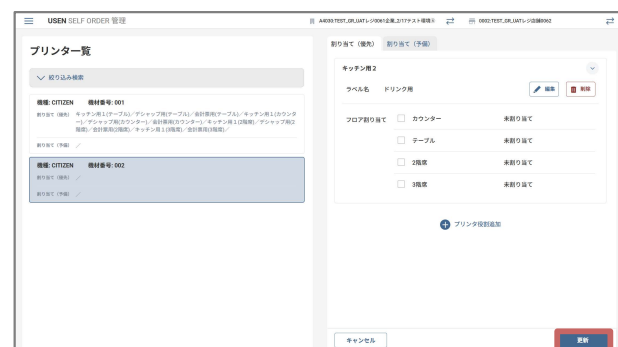 USEN SELF ORDER 管理
A4030:TEST_GR_UATレジ0061企業_2/17テスト環境※
0002:TEST_GR_UATレジ店舗0062
プリンタ一覧
絞り込み検索
機種: CITIZEN 機材番号: 001
割り当て（優先） キッチン用1(テーブル)／デシャップ用(テーブル)／会計票用(テーブル)／キッチン用1(カウンタ
ー)／デシャップ用(カウンター)／会計票用(カウンター)／キッチン用1(2階席)／デシャップ用(2
階席)／会計票用(2階席)／キッチン用1(3階席)／会計票用(3階席)／
割り当て（予備） ／
機種: CITIZEN 機材番号: 002
割り当て（優先） ／
割り当て（予備） ／
割り当て（優先） 割り当て（予備）
キッチン用2
ラベル名 ドリンク用 編集 削除
フロア割り当て カウンター 未割り当て
テーブル 未割り当て
2階席 未割り当て
3階席 未割り当て
プリンタ役割追加
キャンセル 更新